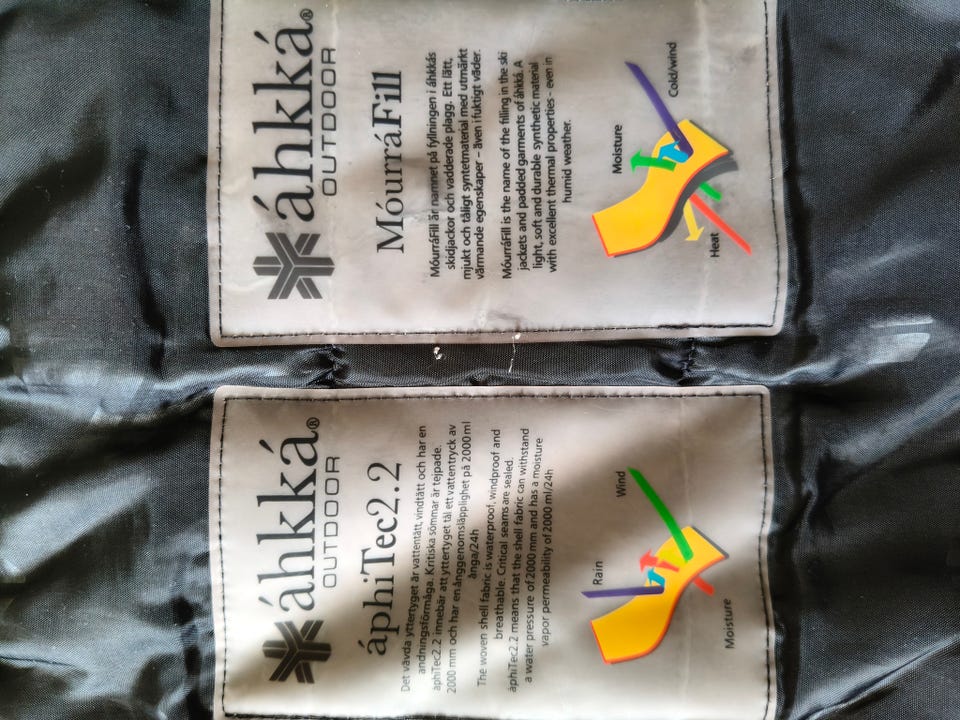 áhkká®
OUTDOOR
áphiTec2.2
Det vävda yttertyget är vattentätt, vindtätt och har en
andningsförmåga. Kritiska sömmar är tejpade.
áphiTec2.2 innebär att yttertyget tål ett vattentryck av
2000 mm och har en ånggenomsläpplighet på 2000 ml
ånga/24h
The woven shell fabric is waterproof, windproof and
breathable. Critical seams are sealed.
áphiTec2.2 means that the shell fabric can withstand
a water pressure of 2000 mm and has a moisture
vapor permeability of 2000 ml/24h
Rain
Wind
Moisture
áhkká®
OUTDOOR
MóurráFill
MóurráFill är namnet på fyllningen i áhkkás
skidjackor och vadderade plagg. Ett lätt,
mjukt och tåligt syntetmaterial med utmärkt
värmande egenskaper – även i fuktigt väder.
MóurráFill is the name of the filling in the ski
jackets and padded garments of áhkká. A
light, soft and durable synthetic material
with excellent thermal properties - even in
humid weather.
Moisture
Cold/wind
Heat